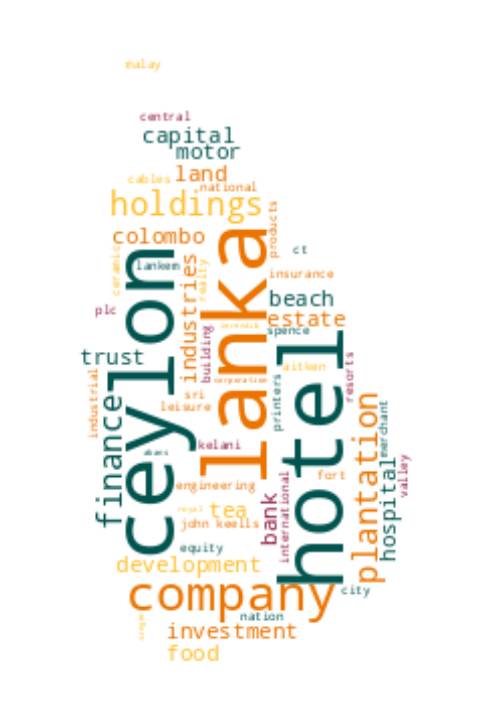 malay
central
capital
motor
land
cables
national
holdings
products
colombo
lanka
ct
ceylon
ceramic
lankem
industries
realty
insurance
beach
plc
estate
spence
hotel
building
trust
corporation
aitken
resorts
industrial
printers
finance
sri
leisure
plantation
merchant
kelani
hospital
valley
engineering
fort
international
bank
royal
tea
john keells
equity
development
company
city
nation
investment
food